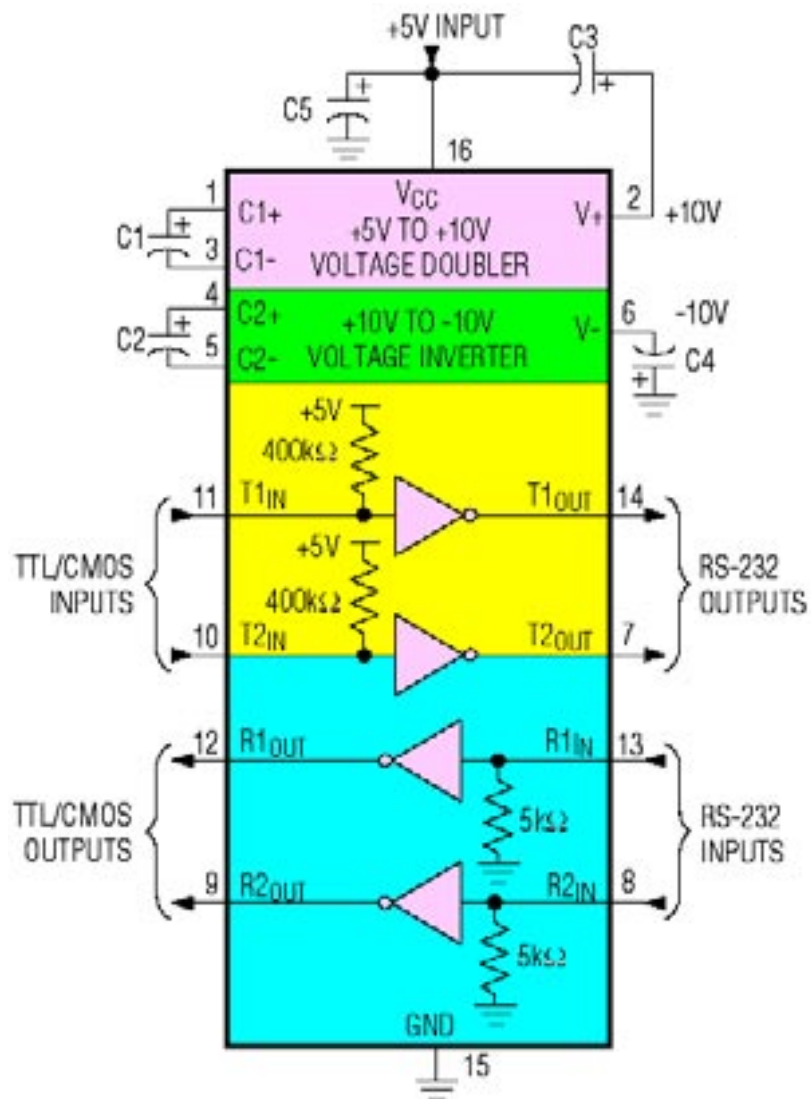 +5V INPUT
C3
+
C5
+
16
1
C1+
VCC
V+
2
+10V
C1
+
+5V TO +10V
3
C1-
VOLTAGE DOUBLER
4
C2+
+10V TO -10V
V-
6
-10V
C2
+
5
C2-
VOLTAGE INVERTER
C4
+
+5V
400kΩ
11
T1IN
T1OUT
14
+5V
TTL/CMOS
INPUTS
RS-232
OUTPUTS
400kΩ
10
T2IN
T2OUT
7
12
R1OUT
R1IN
13
TTL/CMOS
OUTPUTS
5kΩ
RS-232
INPUTS
9
R2OUT
R2IN
8
5kΩ
GND
15